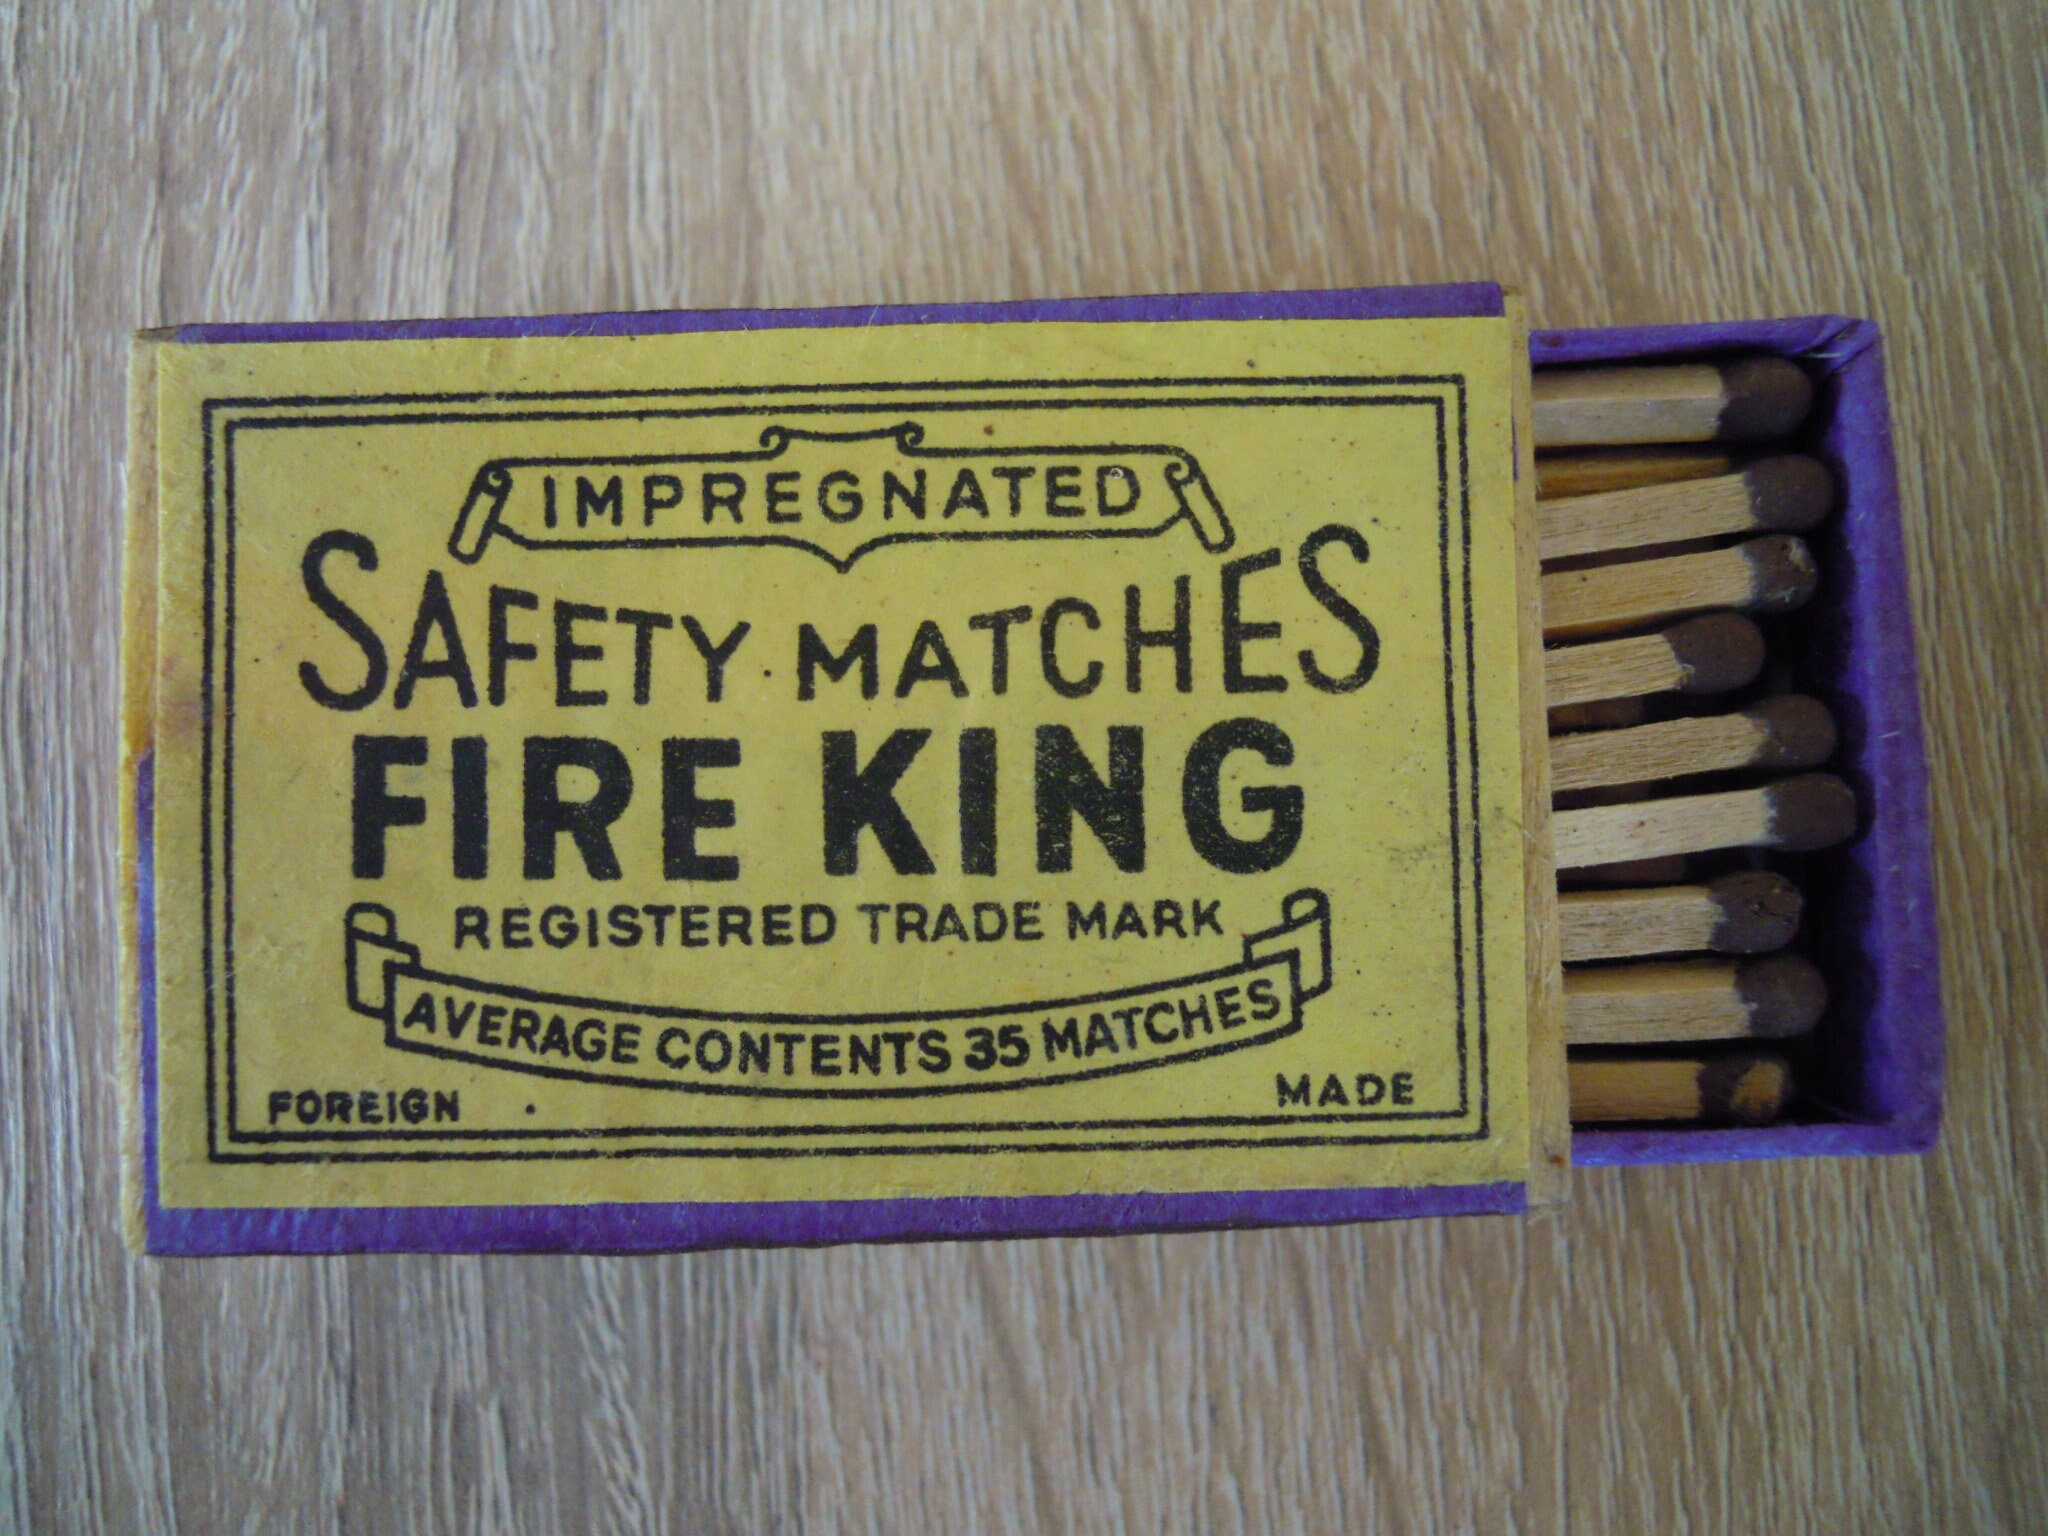 IMPREGNATED
SAFETY MATCHES
FIRE KING
REGISTERED TRADE MARK
AVERAGE CONTENTS 35 MATCHES
FOREIGN MADE